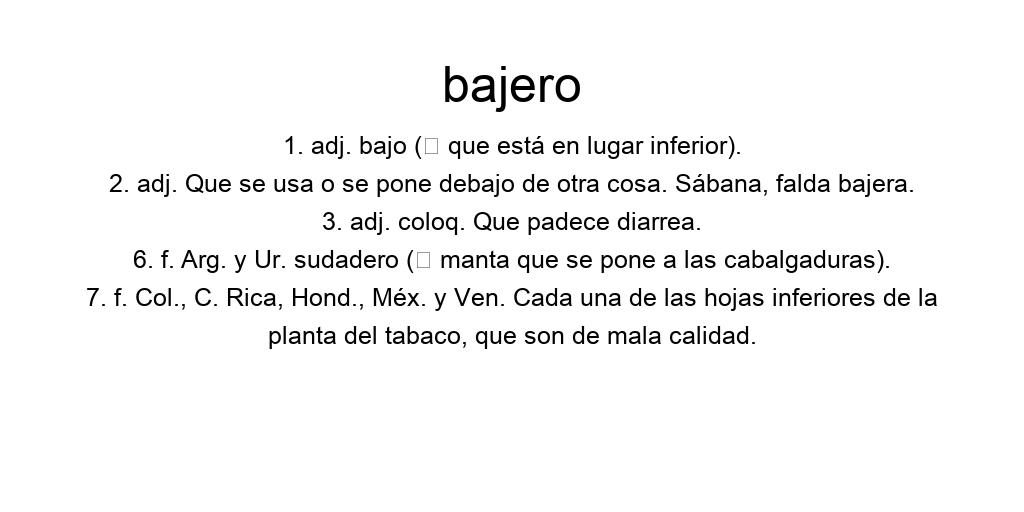 bajero
1. adj. bajo (□ que está en lugar inferior).
2. adj. Que se usa o se pone debajo de otra cosa. Sábana, falda bajera.
3. adj. coloq. Que padece diarrea.
6. f. Arg. y Ur. sudadero (□ manta que se pone a las cabalgaduras).
7. f. Col., C. Rica, Hond., Méx. y Ven. Cada una de las hojas inferiores de la
planta del tabaco, que son de mala calidad.